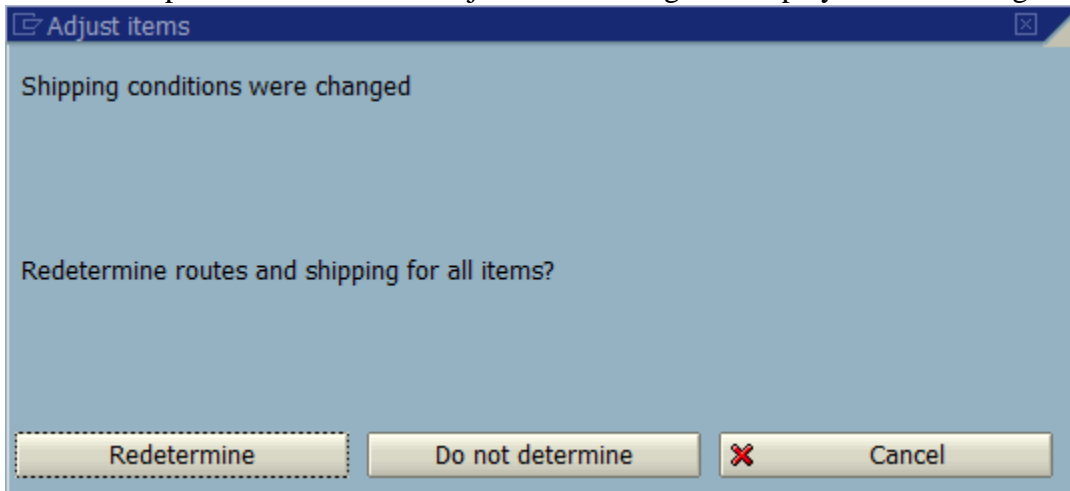 Adjust items
Shipping conditions were changed
Redetermine routes and shipping for all items?
Redetermine
Do not determine
Cancel